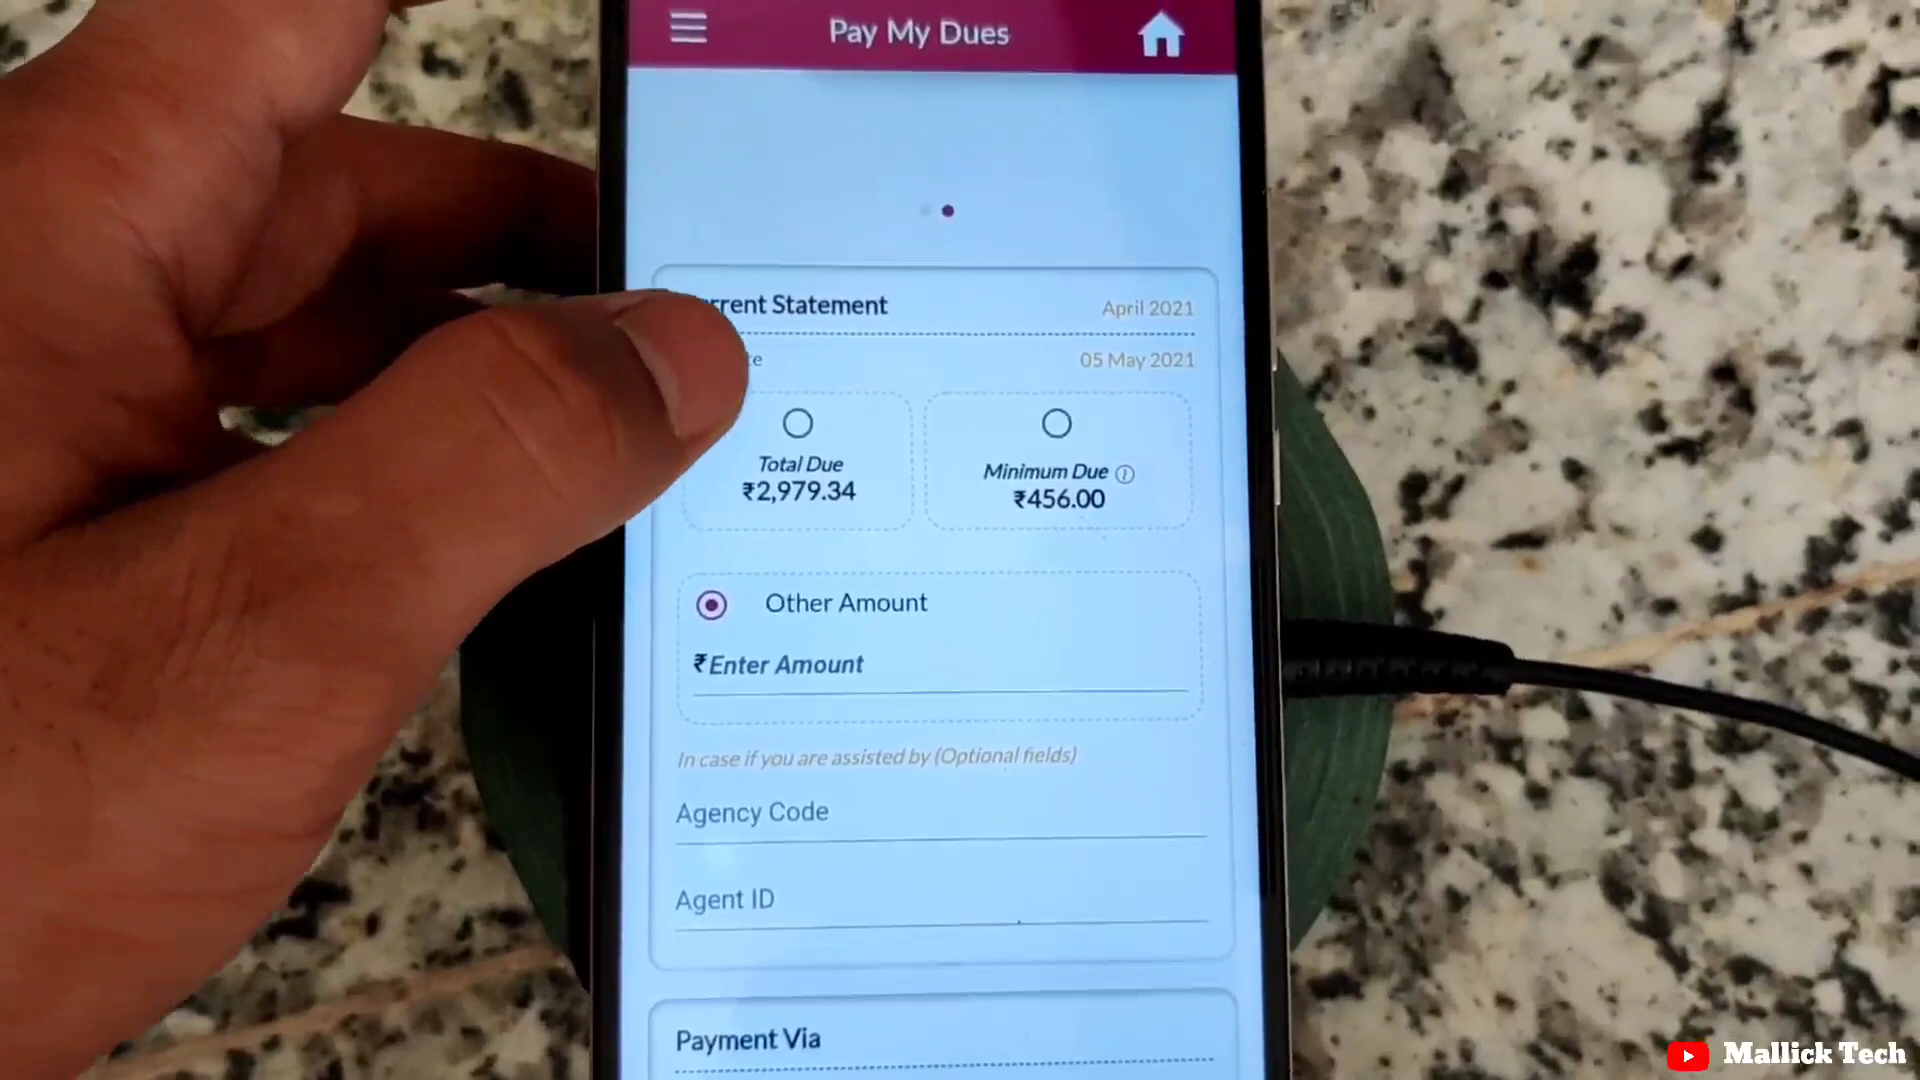 Pay My Dues
rrent Statement
April 2021
te
05 May 2021
Total Due
₹2,979.34
Minimum Due
₹456.00
Other Amount
₹Enter Amount
In case if you are assisted by (Optional fields)
Agency Code
Agent ID
Payment Via
Mallick Tech